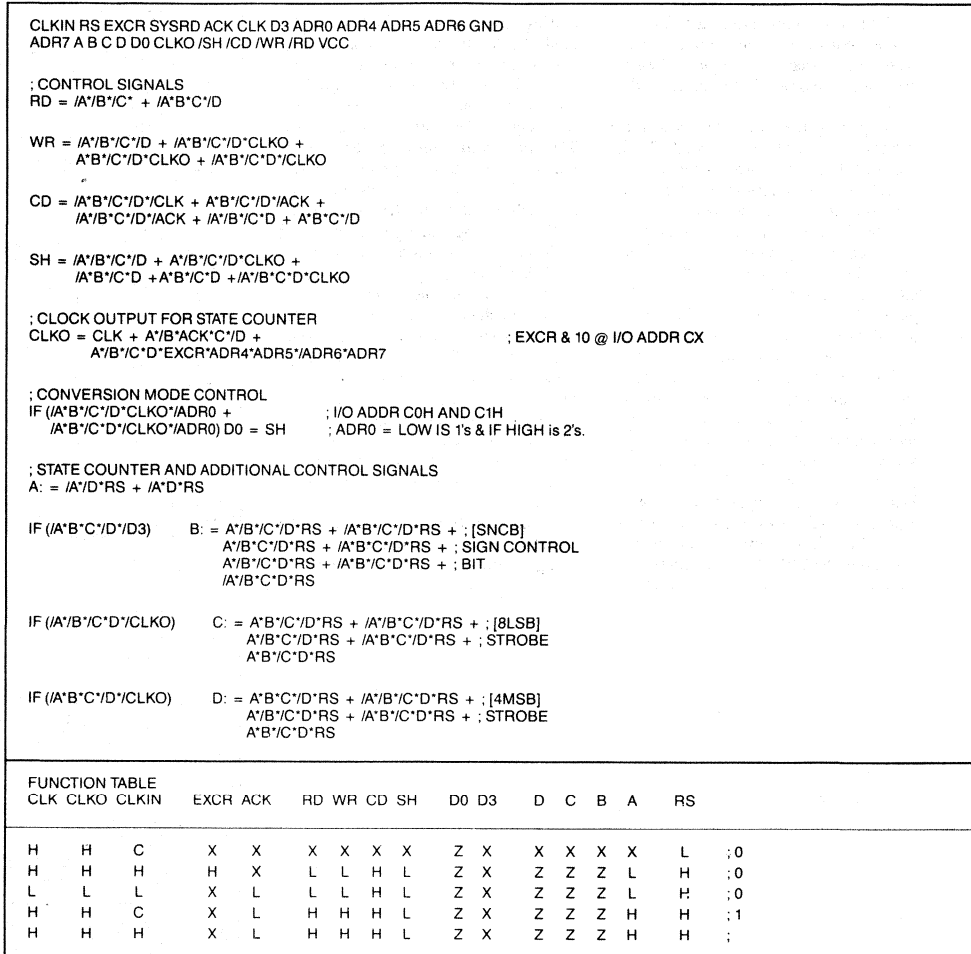 CLKIN RS EXCR SYSRD ACK CLK D3 ADR0 ADR4 ADR5 ADR6 GND
ADR7 A B C D D0 CLKO /SH /CD /WR /RD VCC
; CONTROL SIGNALS
RD = /A*/B*/C* + /A*B*C*/D
WR = /A*/B*/C*/D + /A*B*/C*/D*CLKO +
A*B*/C*/D*CLKO + /A*B*/C*D*/CLKO
CD = /A*B*/C*/D*/CLK + A*B*/C*/D*/ACK +
/A*/B*C*/D*/ACK + /A*/B*/C*D + A*B*C*/D
SH = /A*/B*/C*/D + A*/B*/C*/D*CLKO +
/A*B*/C*D +A*B*/C*D +/A*/B*C*D*CLKO
; CLOCK OUTPUT FOR STATE COUNTER
CLKO = CLK + A*/B*ACK*C*/D + ; EXCR & 10 @ I/O ADDR CX
A*/B*/C*D*EXCR*ADR4*ADR5*/ADR6*ADR7
; CONVERSION MODE CONTROL
IF (/A*B*/C*/D*CLKO*/ADR0 + ; I/O ADDR C0H AND C1H
/A*B*/C*D*/CLKO*/ADR0) D0 = SH ; ADR0 = LOW IS 1's & IF HIGH is 2's.
; STATE COUNTER AND ADDITIONAL CONTROL SIGNALS
A: = /A*/D*RS + /A*D*RS
IF (/A*B*C*/D*/D3) B: = A*/B*/C*/D*RS + /A*B*/C*/D*RS + ; [SNCB]
A*/B*C*/D*RS + /A*B*C*/D*RS + ; SIGN CONTROL
A*/B*/C*D*RS + /A*B*/C*D*RS + ; BIT
/A*/B*C*D*RS
IF (/A*/B*/C*D*/CLKO) C: = A*B*/C*/D*RS + /A*/B*C*/D*RS + ; [8LSB]
A*/B*C*/D*RS + /A*B*C*/D*RS + ; STROBE
A*B*/C*D*RS
IF (/A*B*C*/D*/CLKO) D: = A*B*C*/D*RS + /A*/B*/C*D*RS + ; [4MSB]
A*/B*/C*D*RS + /A*B*/C*D*RS + ; STROBE
A*B*/C*D*RS
FUNCTION TABLE
CLK CLKO CLKIN EXCR ACK RD WR CD SH D0 D3 D C B A RS
H H C X X X X X X Z X X X X X L ; 0
H H H H X L L H L Z X Z Z Z L H ; 0
L L L X L L L H L Z X Z Z Z L H ; 0
H H C X L H H H L Z X Z Z Z H H ; 1
H H H X L H H H L Z X Z Z Z H H ;